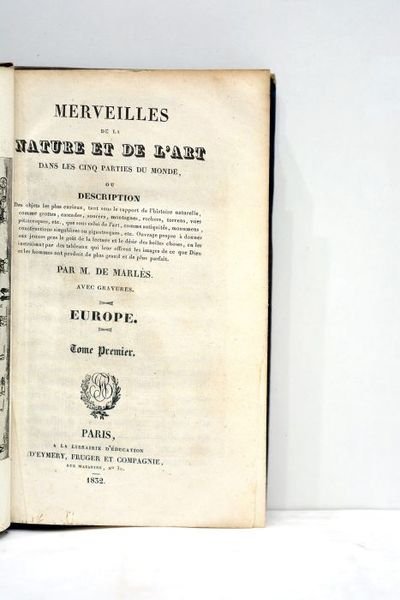 MERVEILLES
DE LA
NATURE ET DE L'ART
DANS LES CINQ PARTIES DU MONDE,
OU
DESCRIPTION
Des objets les plus curieux, tant sous le rapport de l'histoire naturelle,
comme grottes, cascades, sources, montagnes, rochers, torrens, vues
pittoresques, etc., que sous celui de l'art, comme antiquités, monumens,
constructions singulières ou gigantesques, etc. Ouvrage propre à donner
aux jeunes gens le goût de la lecture et le désir des belles choses, en les
instruisant par des tableaux qui leur offrent les images de ce que Dieu
et les hommes ont produit de plus grand et de plus parfait.
PAR M. DE MARLÈS.
AVEC GRAVURES.
EUROPE.
Tome Premier.
PARIS,
A LA LIBRAIRIE D'ÉDUCATION
D'EYMERY, FRUGER ET COMPAGNIE,
RUE MAZARINE, Nº
1832.